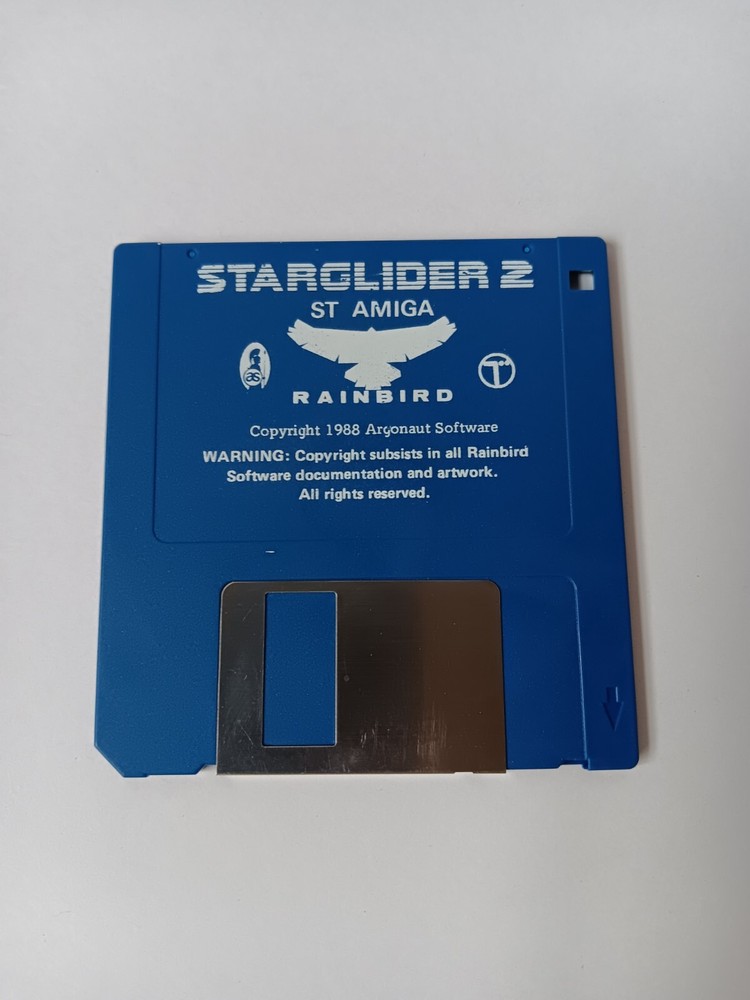 STARGLIDER 2
ST AMIGA
as
RAINBIRD
Copyright 1988 Argonaut Software
WARNING: Copyright subsists in all Rainbird
Software documentation and artwork.
All rights reserved.